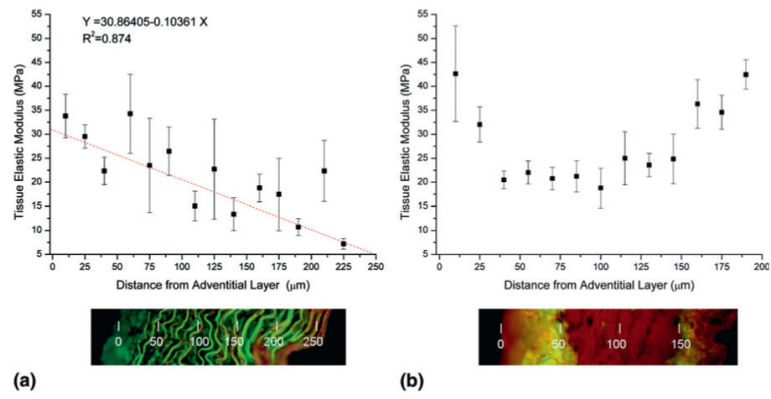 Y =30.86405-0.10361 X
R²=0.874
Tissue Elastic Modulus (MPa)
55
50
45
40
35
30
25
20
15
10
5
0 25 50 75 100 125 150 175 200 225 250
Distance from Adventitial Layer (μm)
0 50 100 150 200 250
(a)
Tissue Elastic Modulus (MPa)
55
50
45
40
35
30
25
20
15
10
5
0 25 50 75 100 125 150 175 200
Distance from Adventitial Layer (μm)
0 50 100 150
(b)